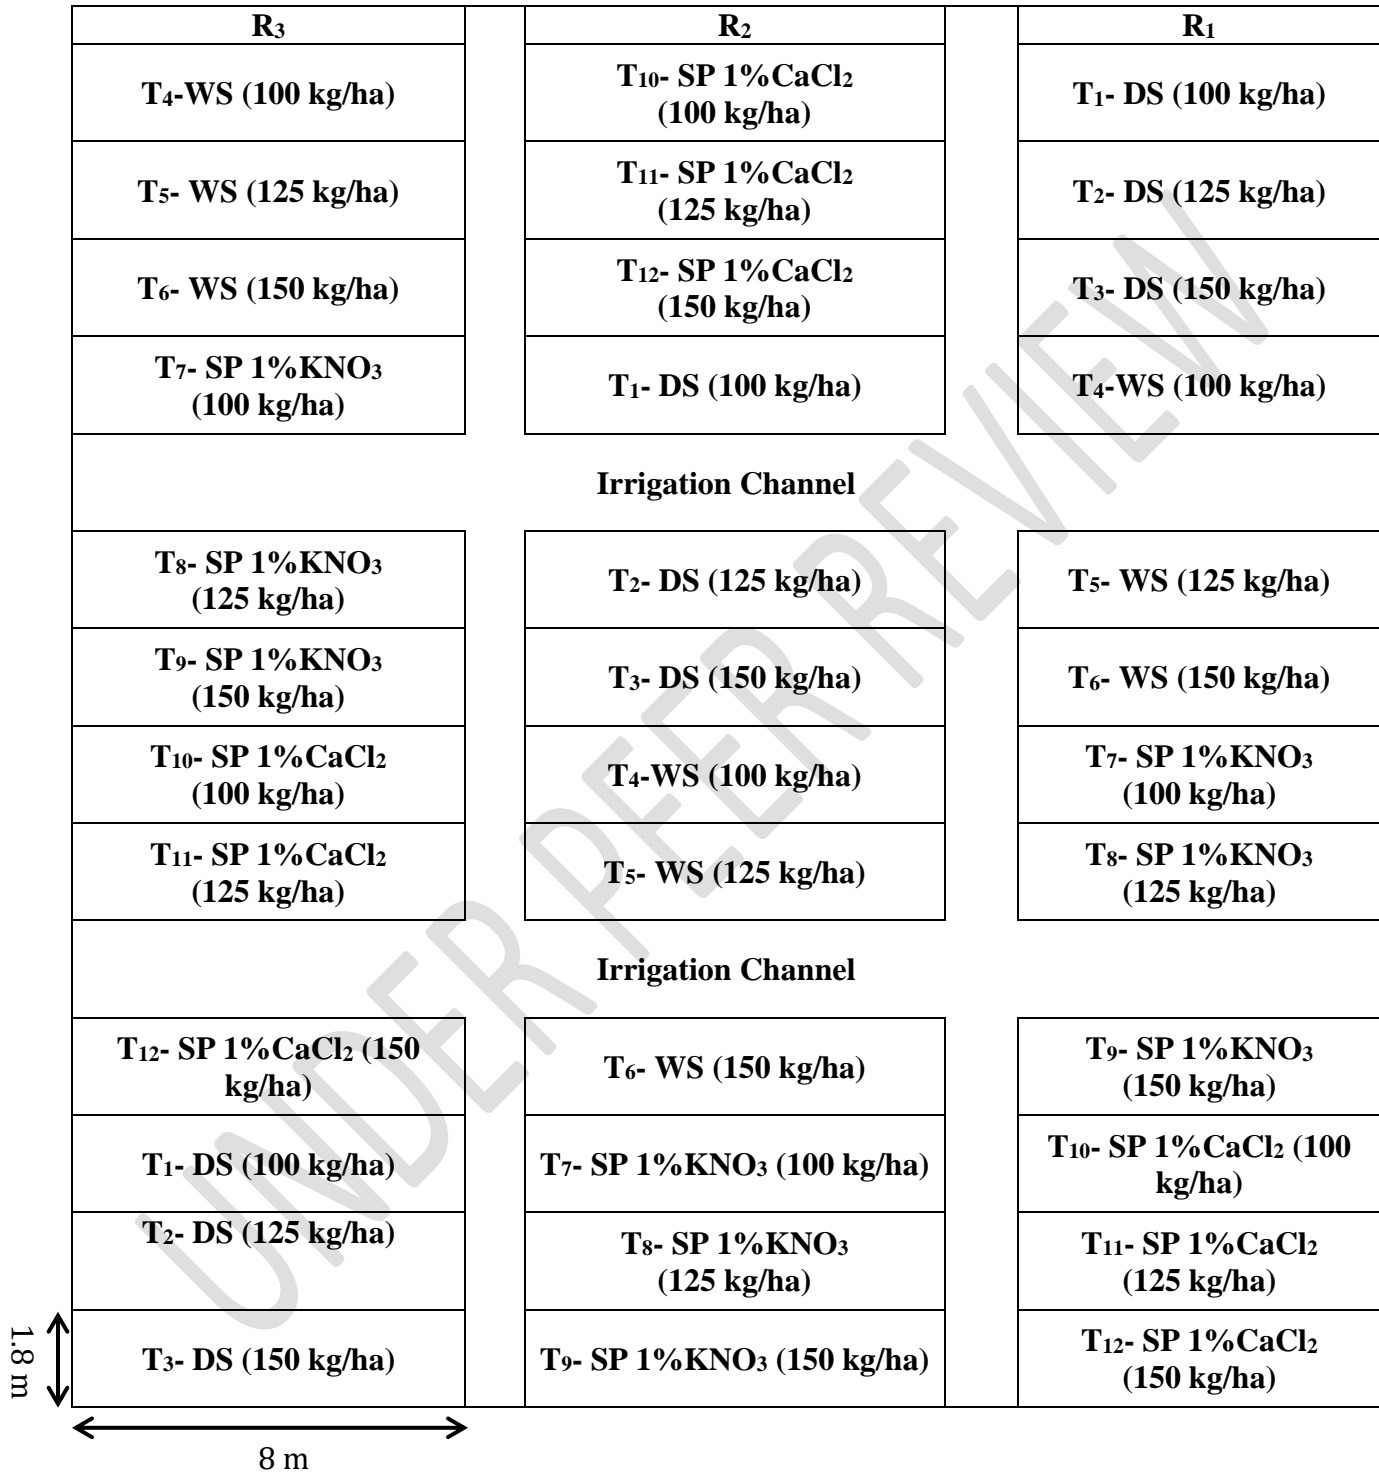 R3
R2
R1
T4-WS (100 kg/ha)
T10- SP 1%CaCl2
(100 kg/ha)
T1- DS (100 kg/ha)
T5- WS (125 kg/ha)
T11- SP 1%CaCl2
(125 kg/ha)
T2- DS (125 kg/ha)
T6- WS (150 kg/ha)
T12- SP 1%CaCl2
(150 kg/ha)
T3- DS (150 kg/ha)
T7- SP 1%KNO3
(100 kg/ha)
T1- DS (100 kg/ha)
T4-WS (100 kg/ha)
Irrigation Channel
T8- SP 1%KNO3
(125 kg/ha)
T2- DS (125 kg/ha)
T5- WS (125 kg/ha)
T9- SP 1%KNO3
(150 kg/ha)
T3- DS (150 kg/ha)
T6- WS (150 kg/ha)
T10- SP 1%CaCl2
(100 kg/ha)
T4-WS (100 kg/ha)
T7- SP 1%KNO3
(100 kg/ha)
T11- SP 1%CaCl2
(125 kg/ha)
T5- WS (125 kg/ha)
T8- SP 1%KNO3
(125 kg/ha)
Irrigation Channel
T12- SP 1%CaCl2 (150
kg/ha)
T6- WS (150 kg/ha)
T9- SP 1%KNO3
(150 kg/ha)
T1- DS (100 kg/ha)
T7- SP 1%KNO3 (100 kg/ha)
T10- SP 1%CaCl2 (100
kg/ha)
T2- DS (125 kg/ha)
T8- SP 1%KNO3
(125 kg/ha)
T11- SP 1%CaCl2
(125 kg/ha)
T3- DS (150 kg/ha)
T9- SP 1%KNO3 (150 kg/ha)
T12- SP 1%CaCl2
(150 kg/ha)
1.8 m
8 m
UNDER PEER REVIEW